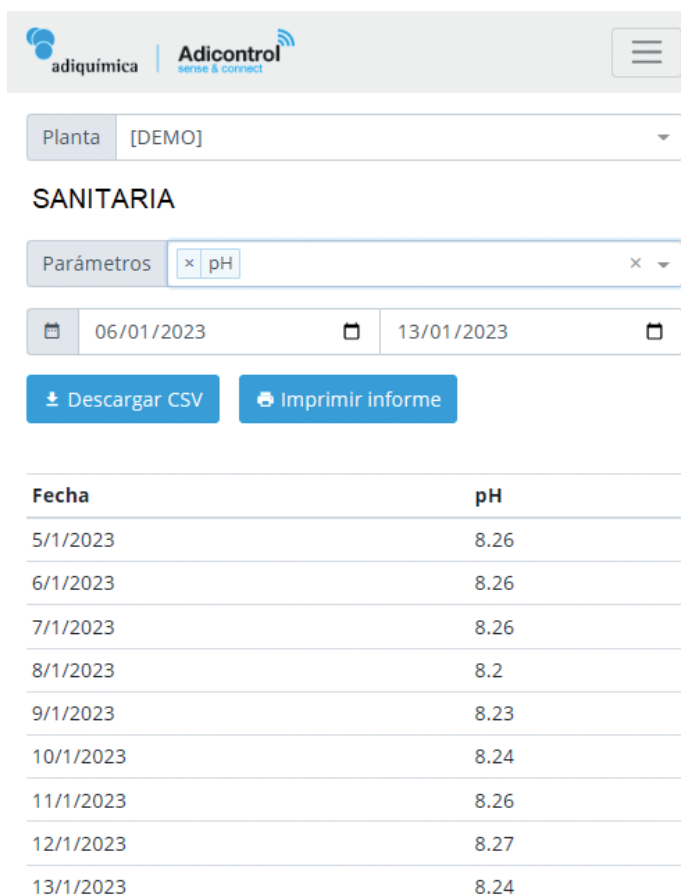 adiquímica
Adicontrol
sense & connect
Planta [DEMO]
SANITARIA
Parámetros × pH ×
06/01/2023 13/01/2023
Descargar CSV Imprimir informe
Fecha pH
5/1/2023 8.26
6/1/2023 8.26
7/1/2023 8.26
8/1/2023 8.2
9/1/2023 8.23
10/1/2023 8.24
11/1/2023 8.26
12/1/2023 8.27
13/1/2023 8.24